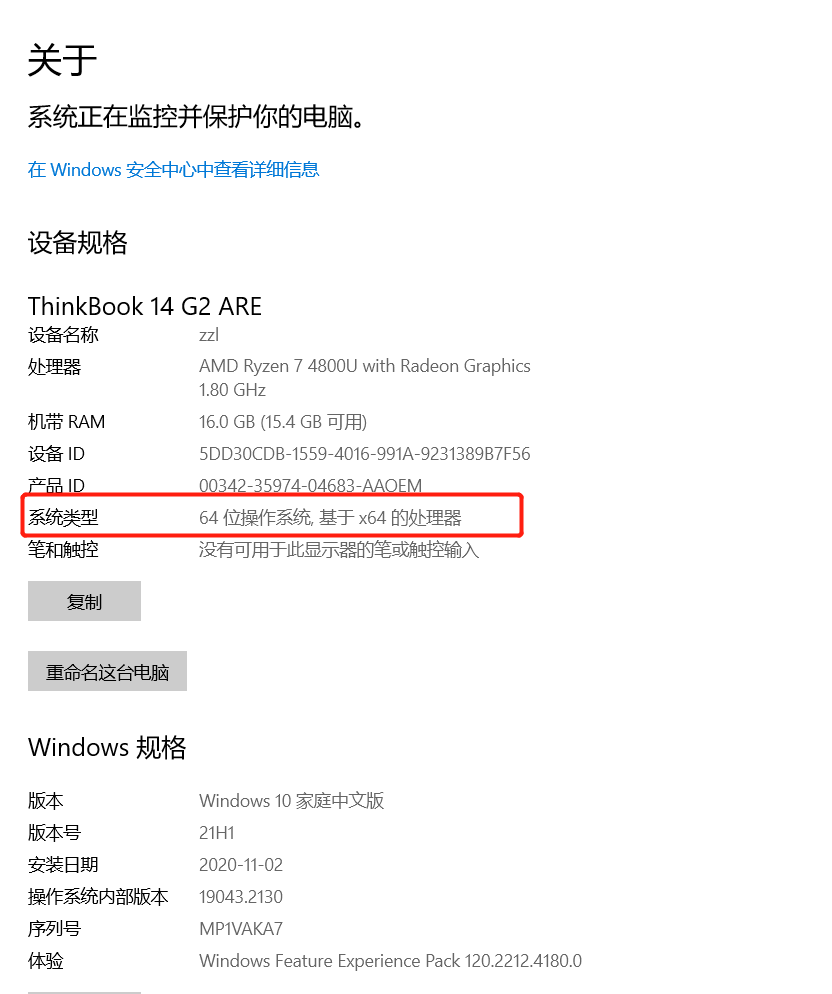 关于
系统正在监控并保护你的电脑。
在 Windows 安全中心中查看详细信息
设备规格
ThinkBook 14 G2 ARE
设备名称 zzl
处理器 AMD Ryzen 7 4800U with Radeon Graphics
1.80 GHz
机带 RAM 16.0 GB (15.4 GB 可用)
设备 ID 5DD30CDB-1559-4016-991A-9231389B7F56
产品 ID 00342-35974-04683-AAOEM
系统类型 64 位操作系统, 基于 x64 的处理器
笔和触控 没有可用于此显示器的笔或触控输入
复制
重命名这台电脑
Windows 规格
版本 Windows 10 家庭中文版
版本号 21H1
安装日期 2020-11-02
操作系统内部版本 19043.2130
序列号 MP1VAKA7
体验 Windows Feature Experience Pack 120.2212.4180.0